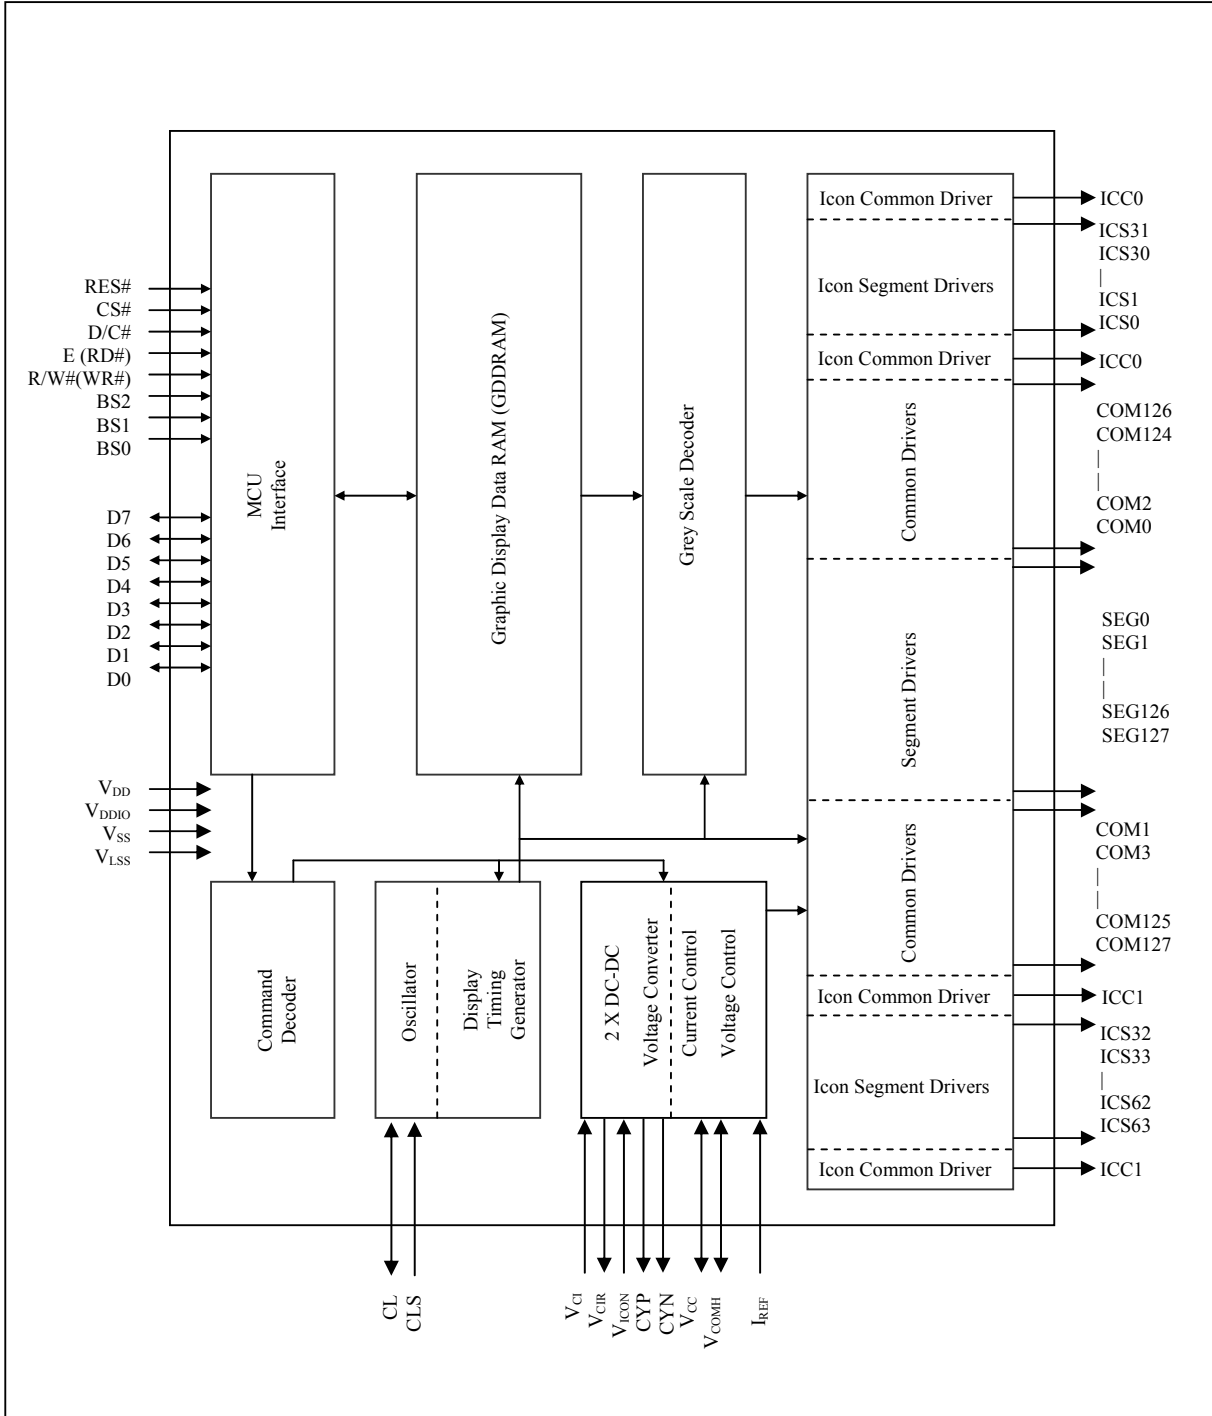 RES#
CS#
D/C#
E (RD#)
R/W#(WR#)
BS2
BS1
BS0
D7
D6
D5
D4
D3
D2
D1
D0
VDD
VDDIO
VSS
VLSS
MCU
Interface
Graphic Display Data RAM (GDDRAM)
Grey Scale Decoder
Command
Decoder
Oscillator
Display
Timing
Generator
2 X DC-DC
Voltage Converter
Current Control
Voltage Control
Icon Common Driver
Icon Segment Drivers
Icon Common Driver
Common Drivers
Segment Drivers
Common Drivers
Icon Common Driver
Icon Segment Drivers
Icon Common Driver
ICC0
ICS31
ICS30
|
ICS1
ICS0
ICC0
COM126
COM124
|
|
COM2
COM0
SEG0
SEG1
|
|
SEG126
SEG127
COM1
COM3
|
|
COM125
COM127
ICC1
ICS32
ICS33
|
ICS62
ICS63
ICC1
CL
CLS
VCI
VCIR
VICON
CYP
CYN
VCC
VCOMH
IREF